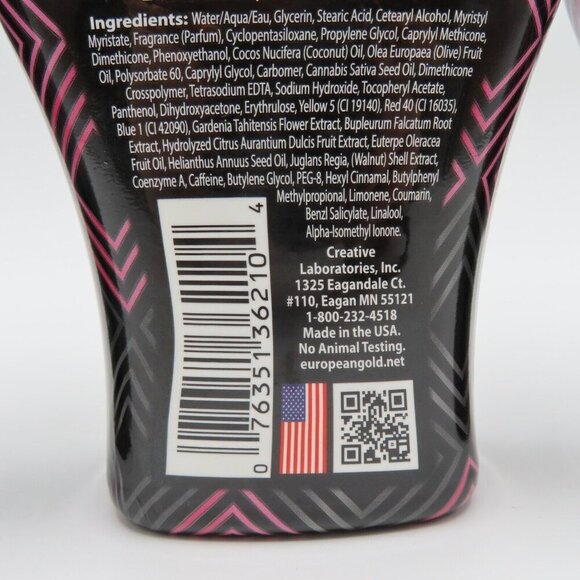 Ingredients: Water/Aqua/Eau, Glycerin, Stearic Acid, Cetearyl Alcohol, Myristyl
Myristate, Fragrance (Parfum), Cyclopentasiloxane, Propylene Glycol, Caprylyl Methicone,
Dimethicone, Phenoxyethanol, Cocos Nucifera (Coconut) Oil, Olea Europaea (Olive) Fruit
Oil, Polysorbate 60, Caprylyl Glycol, Carbomer, Cannabis Sativa Seed Oil, Dimethicone
Crosspolymer, Tetrasodium EDTA, Sodium Hydroxide, Tocopheryl Acetate,
Panthenol, Dihydroxyacetone, Erythrulose, Yellow 5 (CI 19140), Red 40 (CI 16035),
Blue 1 (CI 42090), Gardenia Tahitensis Flower Extract, Bupleurum Falcatum Root
Extract, Hydrolyzed Citrus Aurantium Dulcis Fruit Extract, Euterpe Oleracea
Fruit Oil, Helianthus Annuus Seed Oil, Juglans Regia, (Walnut) Shell Extract,
Coenzyme A, Caffeine, Butylene Glycol, PEG-8, Hexyl Cinnamal, Butylphenyl
Methylpropional, Limonene, Coumarin,
Benzl Salicylate, Linalool,
Alpha-Isomethyl Ionone.
Creative
Laboratories, Inc.
1325 Eagandale Ct.
#110, Eagan MN 55121
1-800-232-4518
Made in the USA.
No Animal Testing.
europeangold.net
0 76351 36210 4